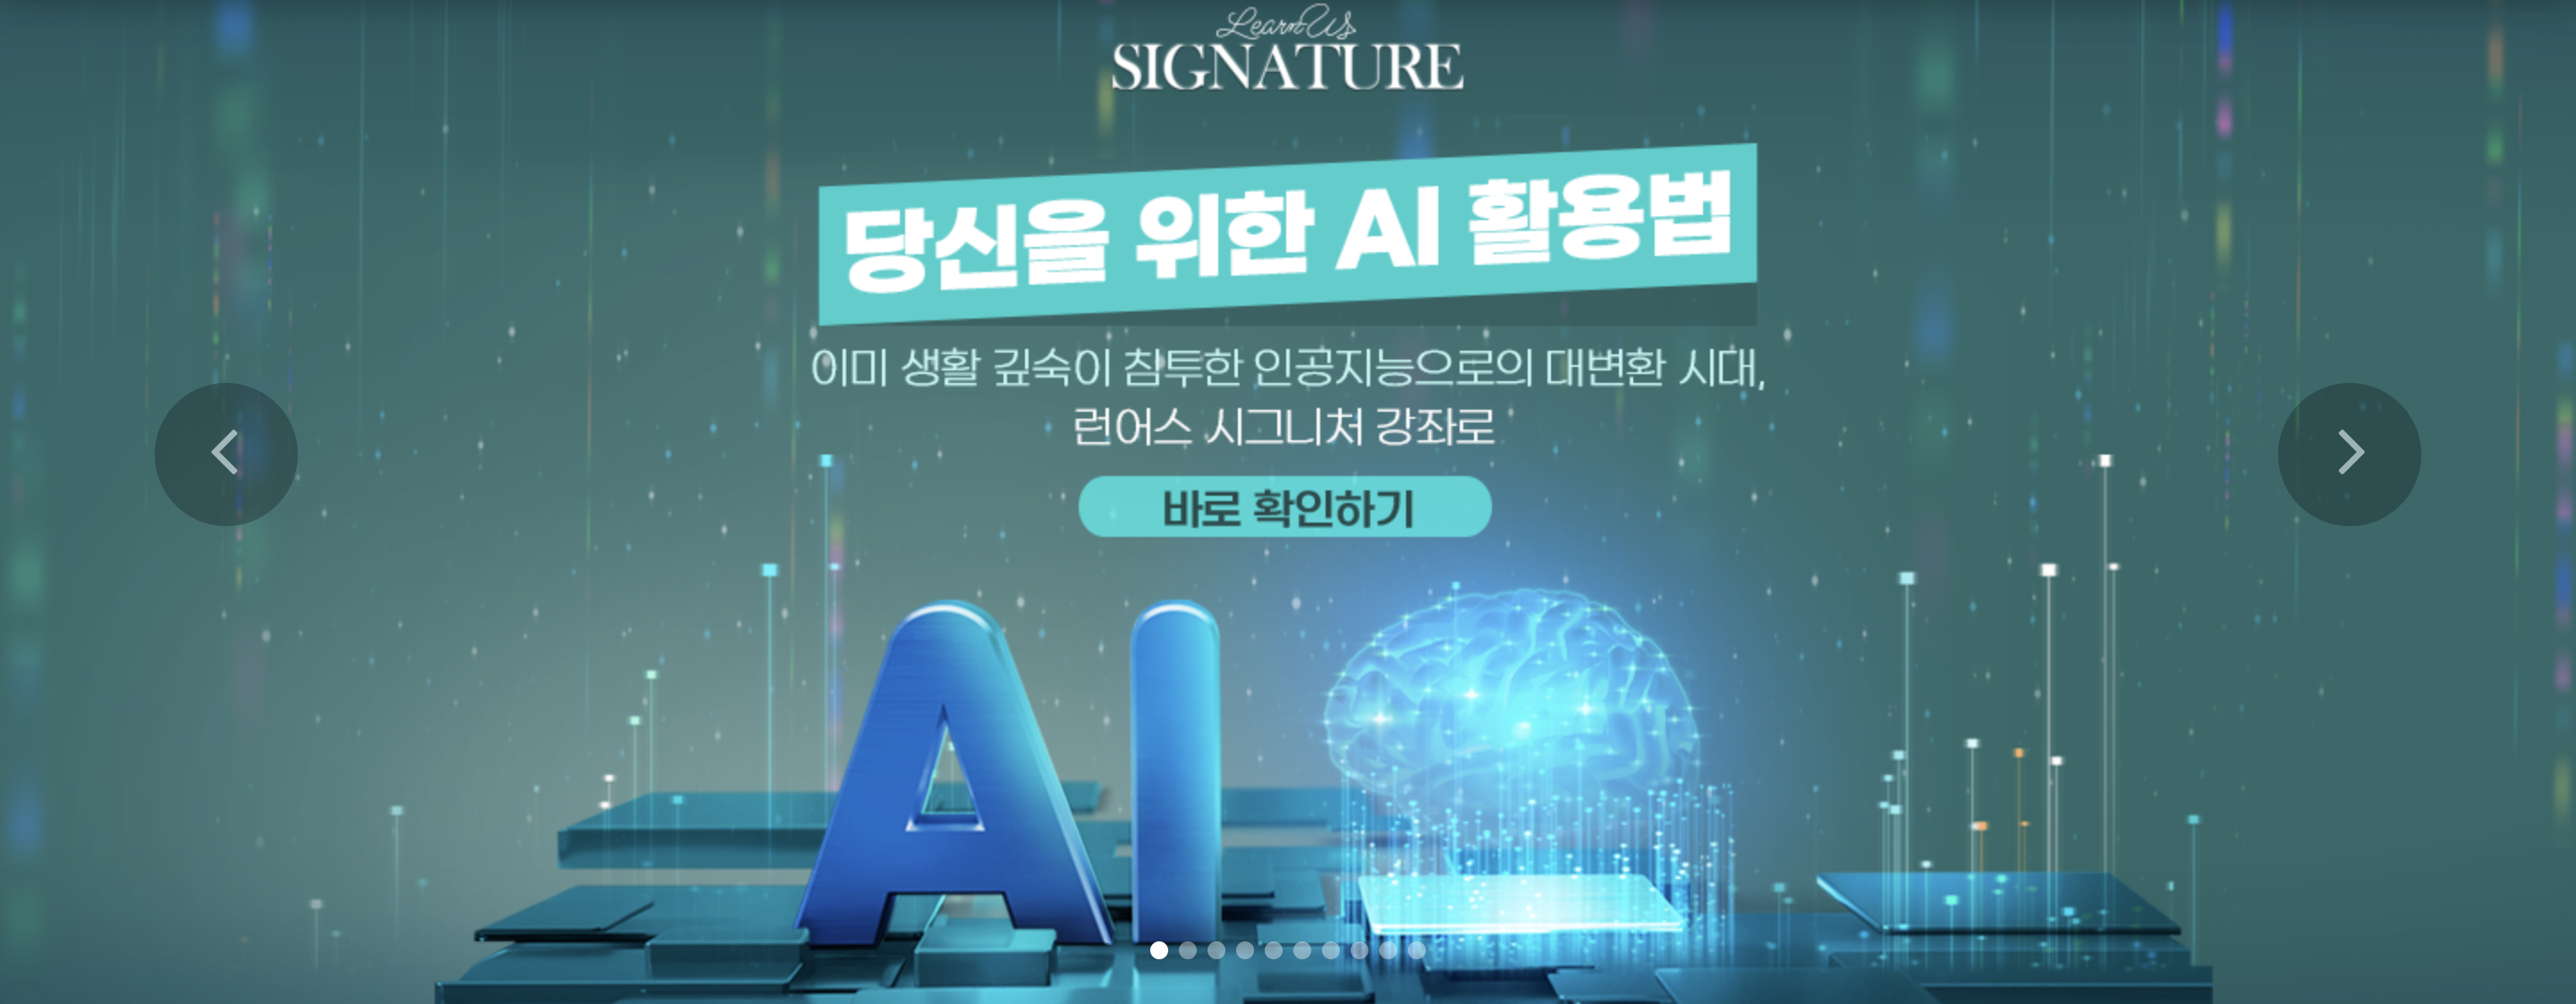 LearnUs
SIGNATURE
당신을 위한 AI 활용법
이미 생활 깊숙이 침투한 인공지능으로의 대변환 시대,
런어스 시그니처 강좌로
바로 확인하기
AI